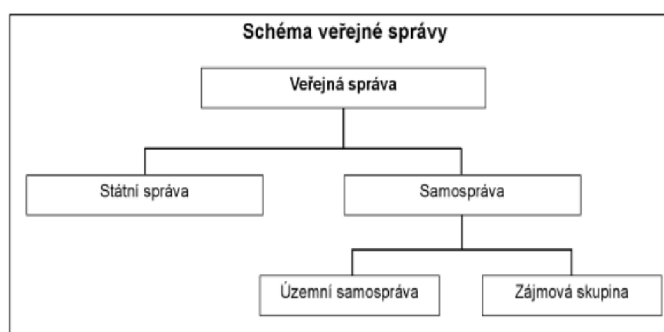 Schéma veřejné správy
Veřejná správa
Státní správa
Samospráva
Územní samospráva
Zájmová skupina